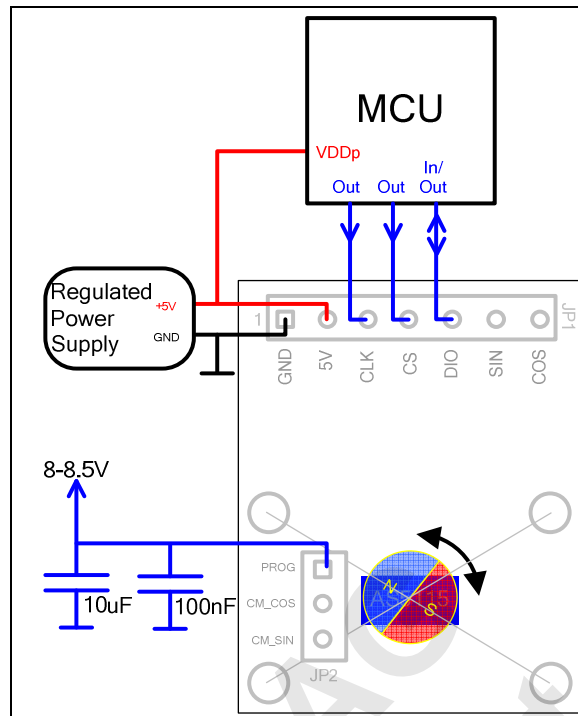 MCU
VDDp
In/
Out Out Out
Regulated
Power
Supply
+5V
GND
1
JP1
GND
5V
CLK
CS
DIO
SIN
COS
8-8.5V
10uF
100nF
PROG
CM_COS
CM_SIN
JP2
N
S